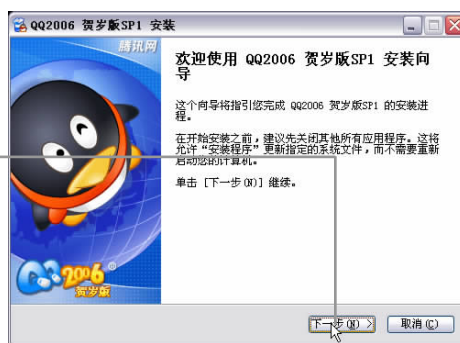 QQ2006 贺岁版SP1 安装
腾讯网
欢迎使用 QQ2006 贺岁版SP1 安装向
导
这个向导将指引您完成 QQ2006 贺岁版SP1 的安装进
程。
在开始安装之前，建议先关闭其他所有应用程序。这将
允许“安装程序”更新指定的系统文件，而不需要重新
启动您的计算机。
单击 [下一步(N)] 继续。
2006
贺岁版
下一步(N) >
取消(C)